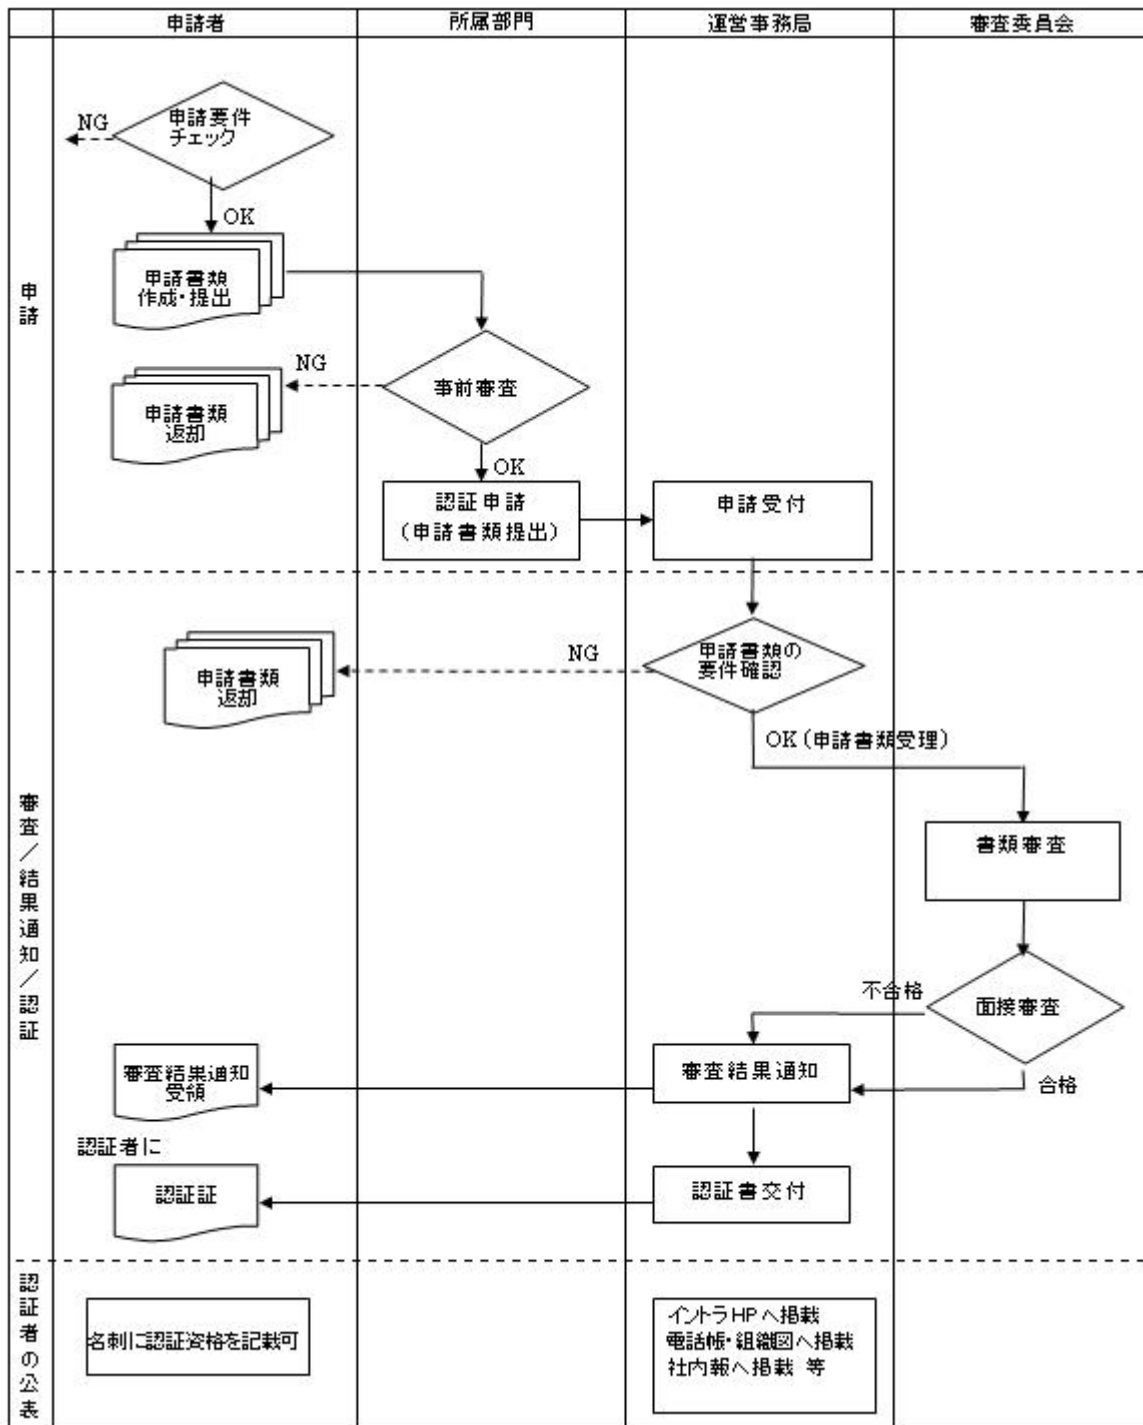 申請者
所属部門
運営事務局
審査委員会
申請
申請要件
チェック
NG
OK
申請書類
作成・提出
事前審査
NG
申請書類
返却
OK
認証申請
(申請書類提出)
申請受付
審査／結果通知／認証
申請書類の
要件確認
NG
申請書類
返却
OK(申請書類受理)
書類審査
面接審査
不合格
合格
審査結果通知
審査結果通知
受領
認証者に
認証証
認証書交付
認証者の公表
名刺に認証資格を記載可
イントラHPへ掲載
電話帳・組織図へ掲載
社内報へ掲載 等